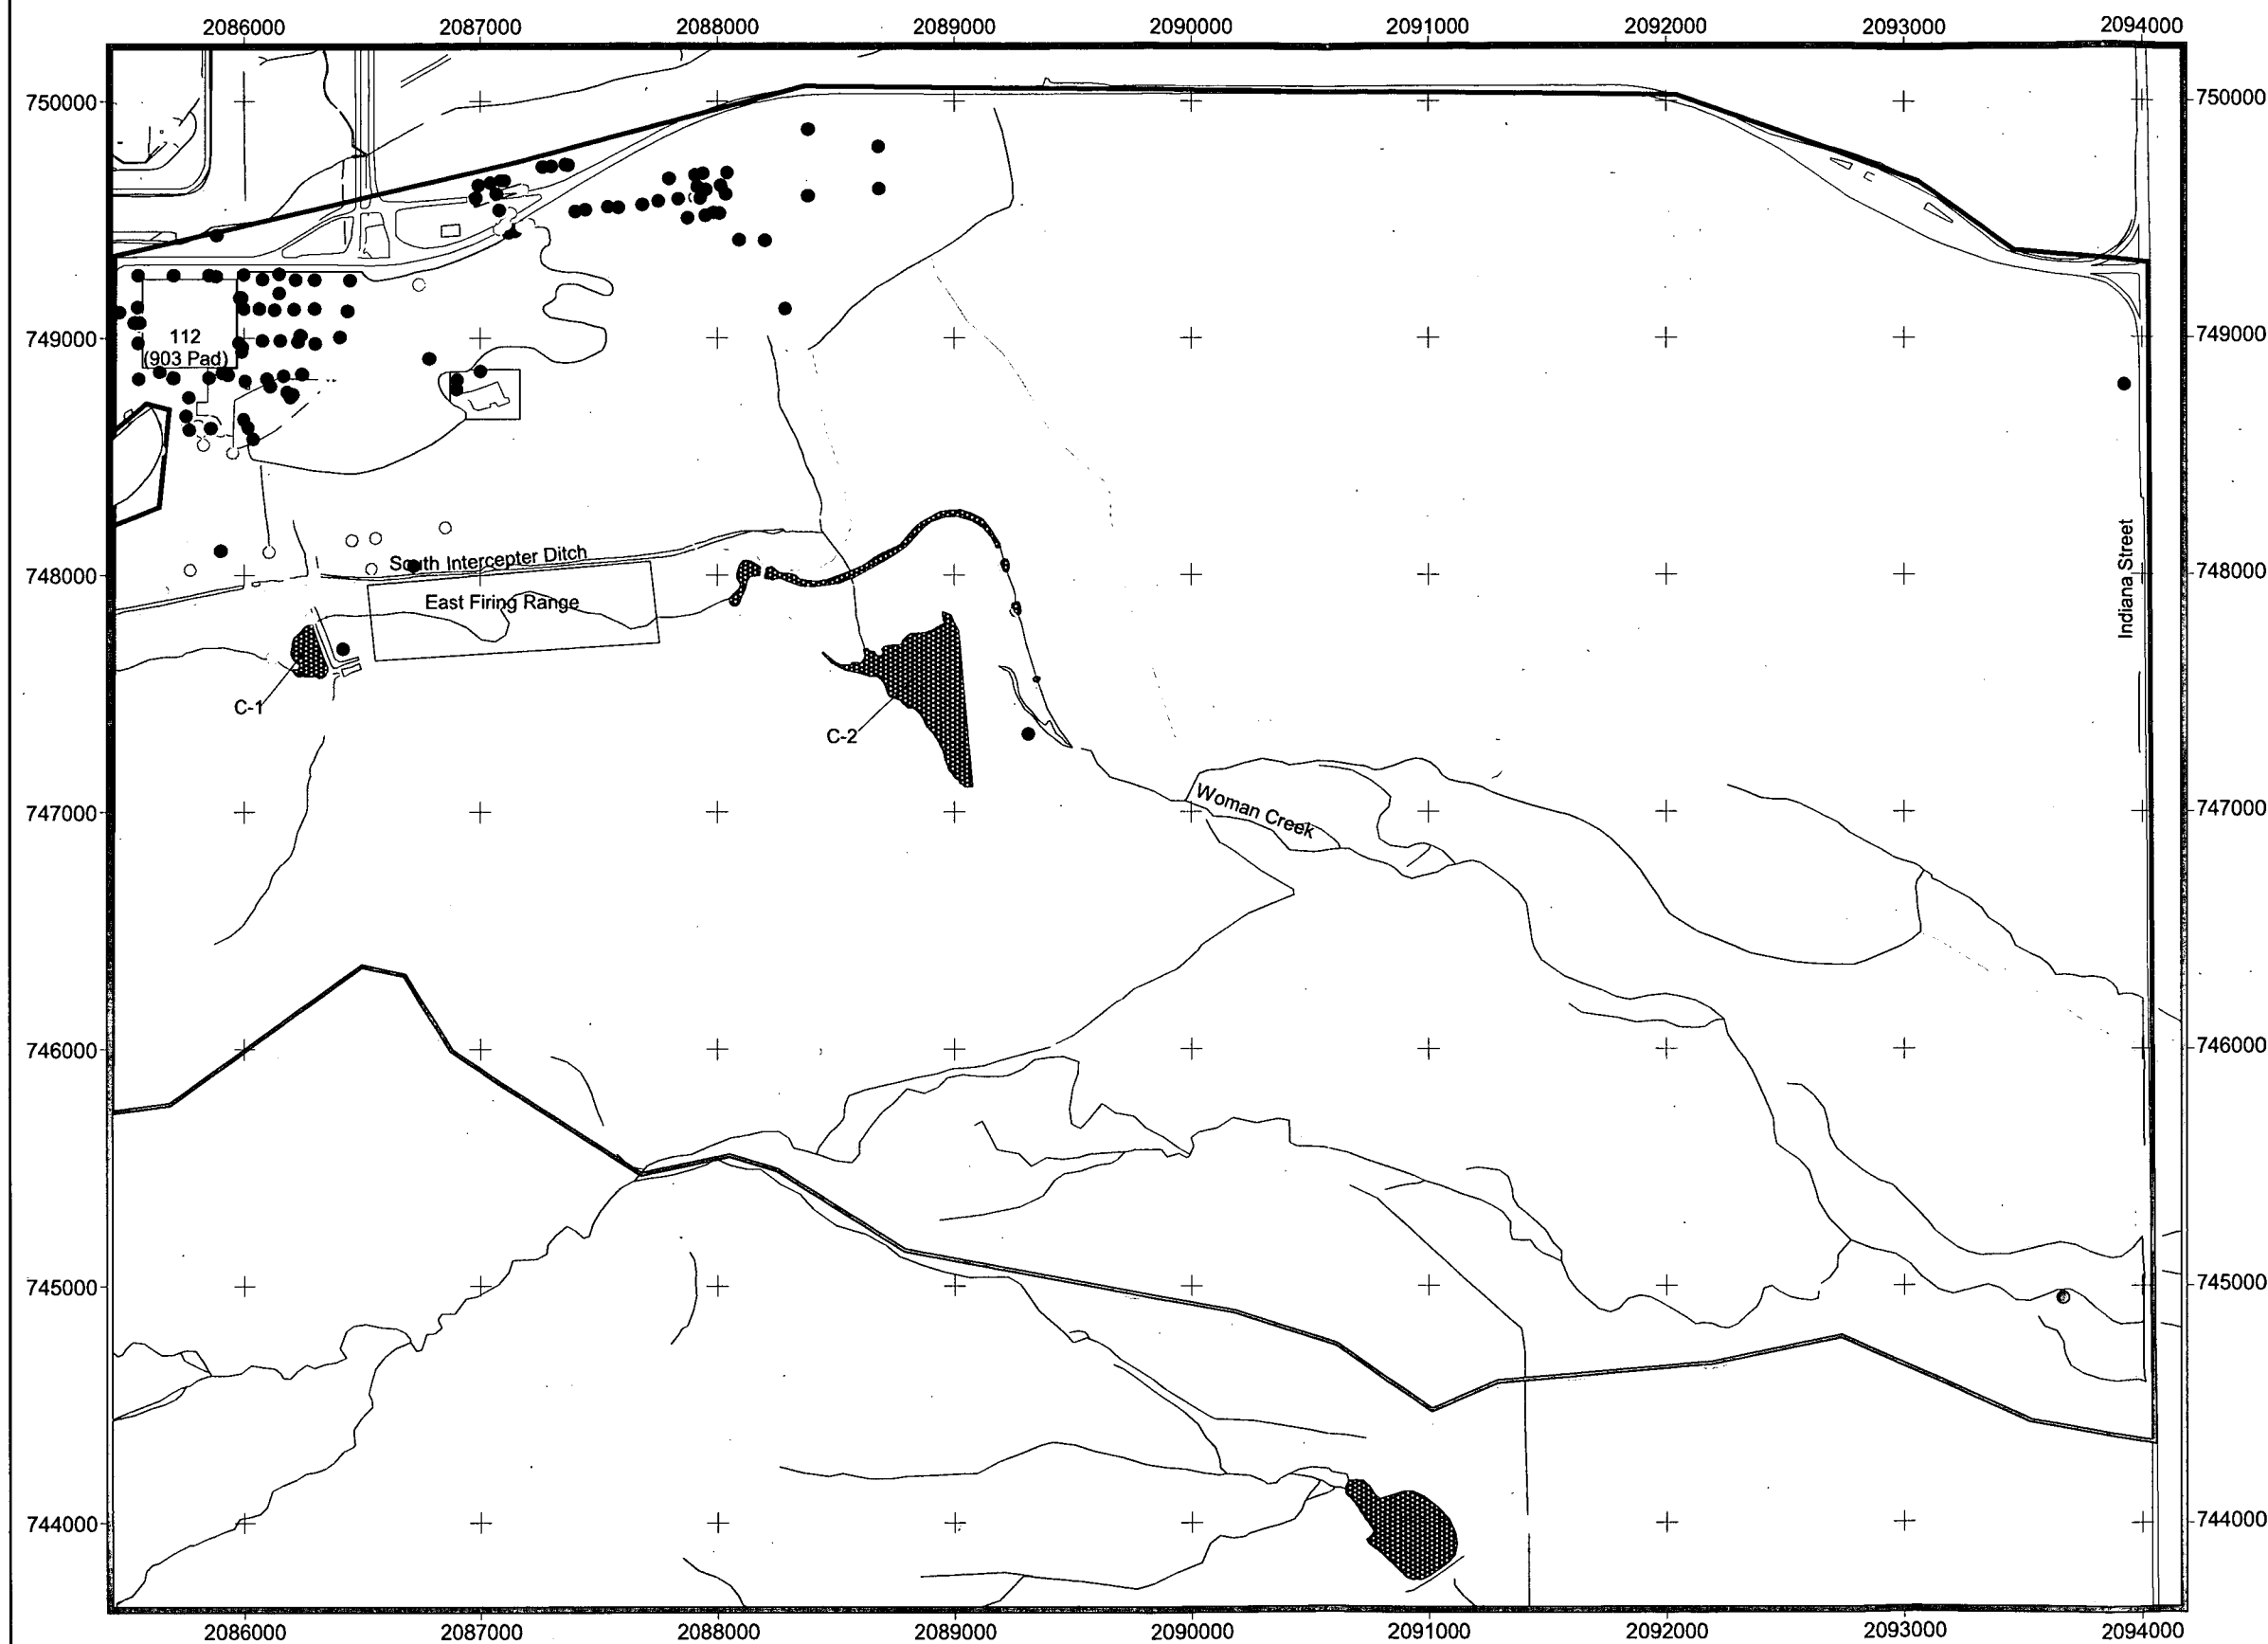 2086000 2087000 2088000 2089000 2090000 2091000 2092000 2093000 2094000
750000 750000
749000 749000
112
(903 Pad)
South Intercepter Ditch
748000 748000
East Firing Range
Indiana Street
C-1
C-2
747000 747000
Woman Creek
746000 746000
745000 745000
744000 744000
2086000 2087000 2088000 2089000 2090000 2091000 2092000 2093000 2094000